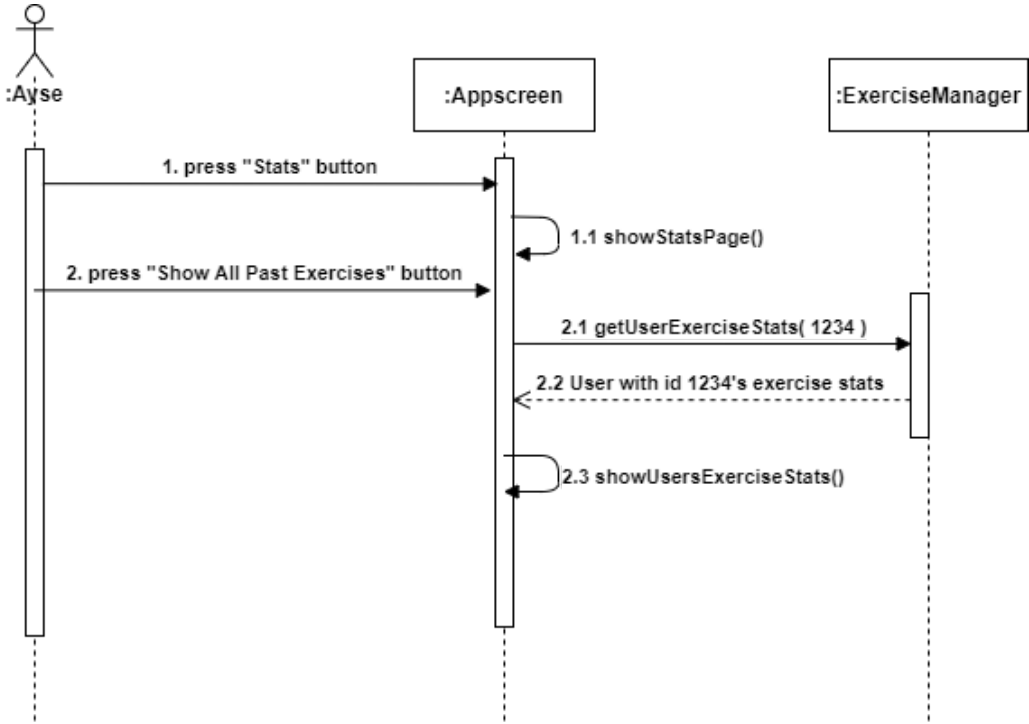 :Ayse
:Appscreen
:ExerciseManager
1. press "Stats" button
1.1 showStatsPage()
2. press "Show All Past Exercises" button
2.1 getUserExerciseStats( 1234 )
2.2 User with id 1234's exercise stats
2.3 showUsersExerciseStats()